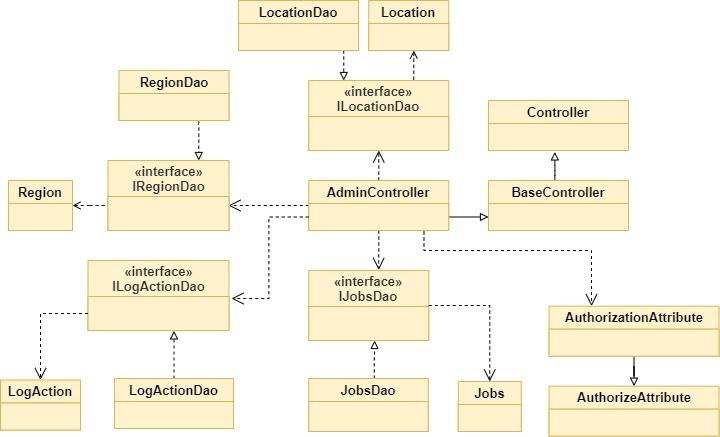 LocationDao
Location
RegionDao
«interface»
ILocationDao
Controller
«interface»
IRegionDao
Region
AdminController
BaseController
«interface»
ILogActionDao
«interface»
IJobsDao
AuthorizationAttribute
LogAction
LogActionDao
JobsDao
Jobs
AuthorizeAttribute